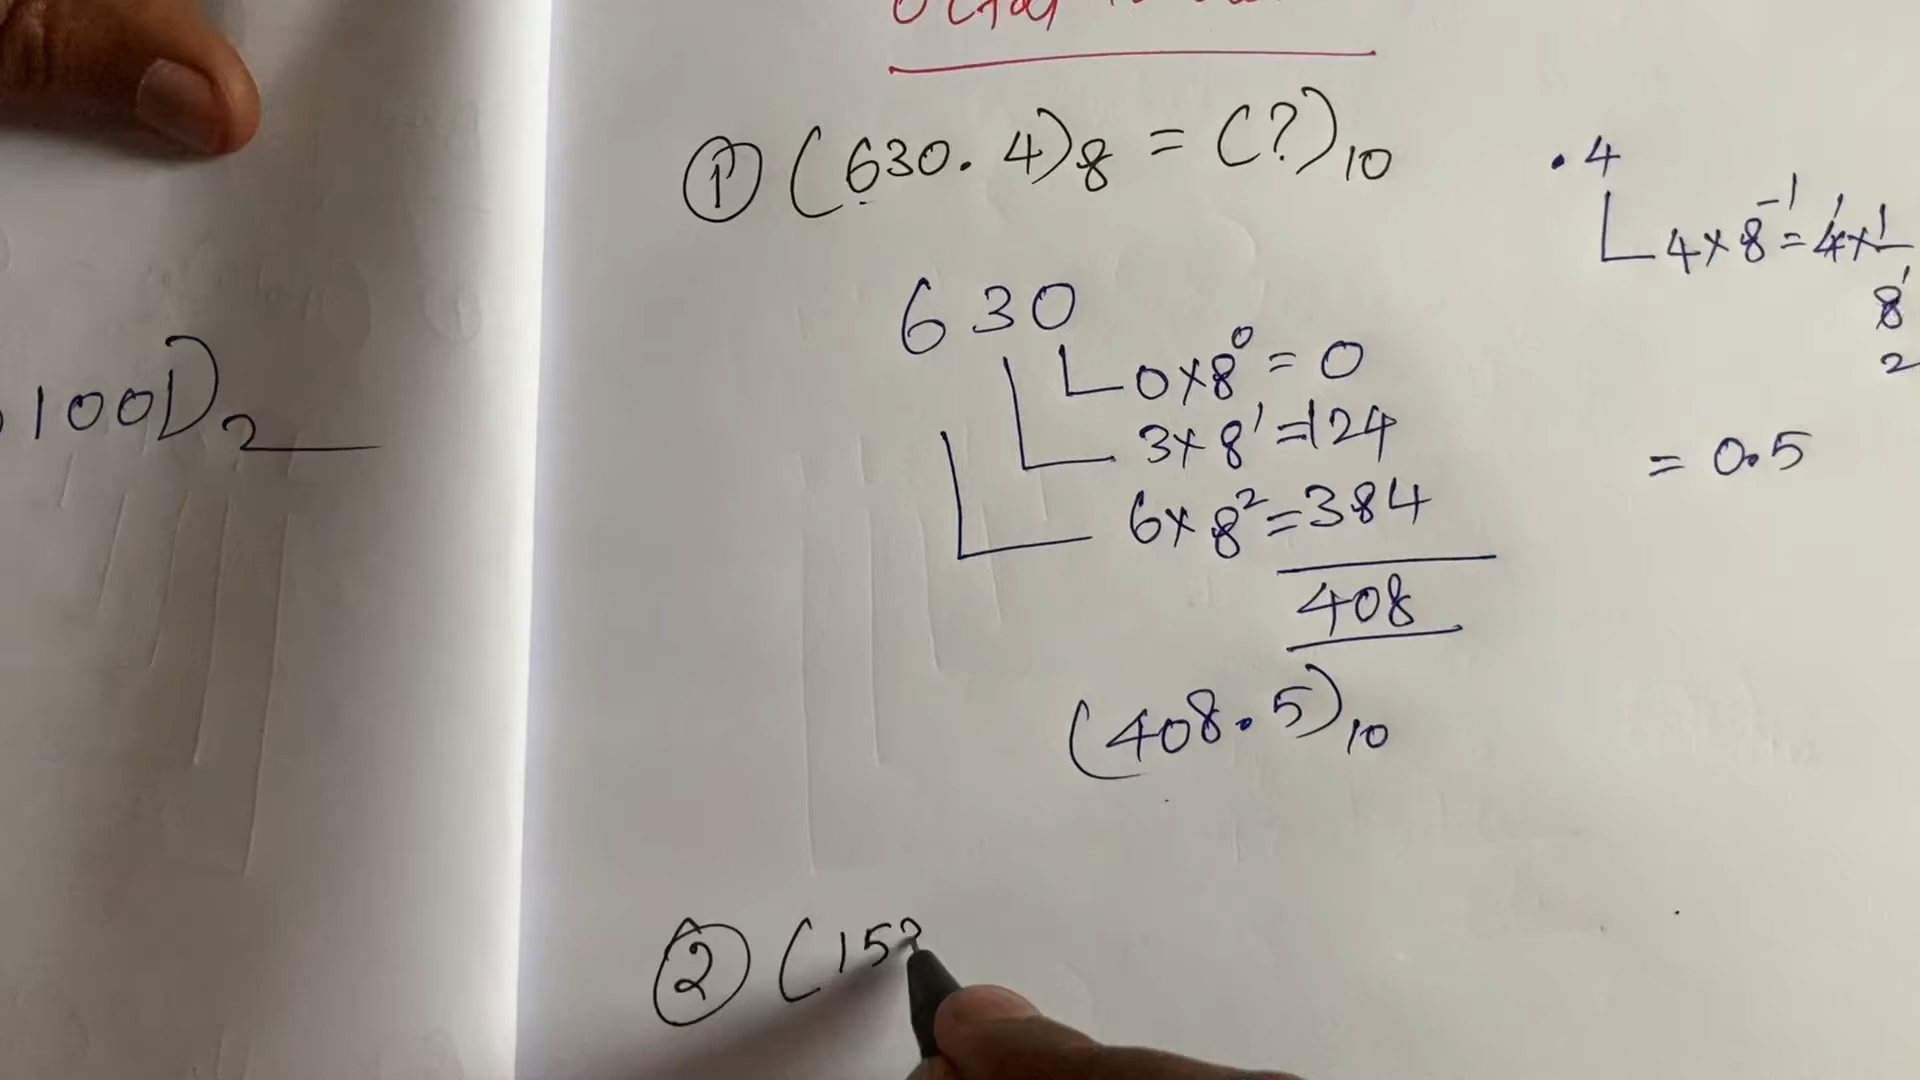 ① (630.4)8 = (?)10
.4
4×8⁻¹ = 4×1/8
2
= 0.5
630
0×8⁰ = 0
3×8¹ = 124
6×8² = 384
408
(408.5)10
100)2
② (15